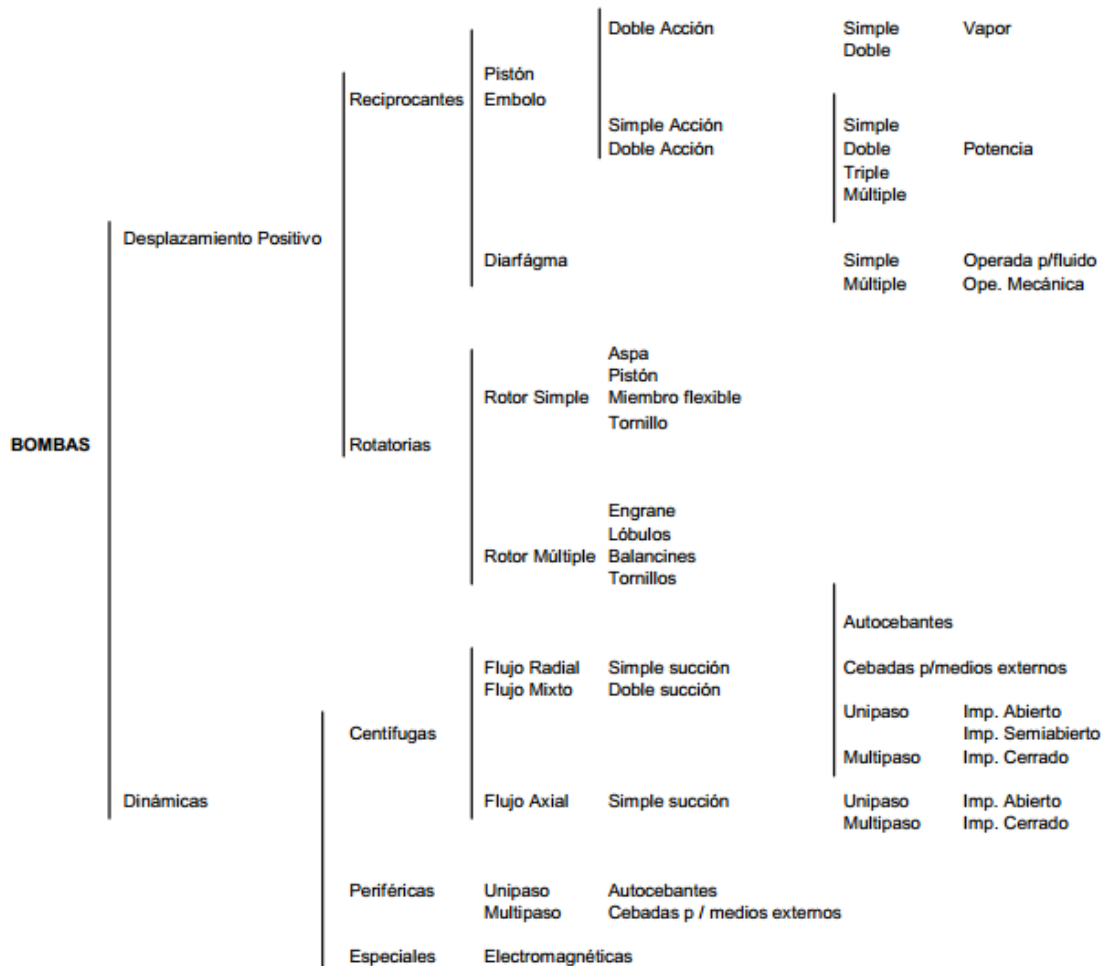 Doble Acción Simple Vapor
Doble
Pistón
Reciprocantes Embolo
Simple Acción Simple
Doble Acción Doble Potencia
Triple
Múltiple
Desplazamiento Positivo
Diarfágma Simple Operada p/fluido
Múltiple Ope. Mecánica
Aspa
Pistón
Rotor Simple Miembro flexible
Tornillo
BOMBAS Rotatorias
Engrane
Lóbulos
Rotor Múltiple Balancines
Tornillos
Autocebantes
Flujo Radial Simple succión Cebadas p/medios externos
Flujo Mixto Doble succión
Unipaso Imp. Abierto
Centífugas Imp. Semiabierto
Multipaso Imp. Cerrado
Dinámicas Flujo Axial Simple succión Unipaso Imp. Abierto
Multipaso Imp. Cerrado
Periféricas Unipaso Autocebantes
Multipaso Cebadas p / medios externos
Especiales Electromagnéticas